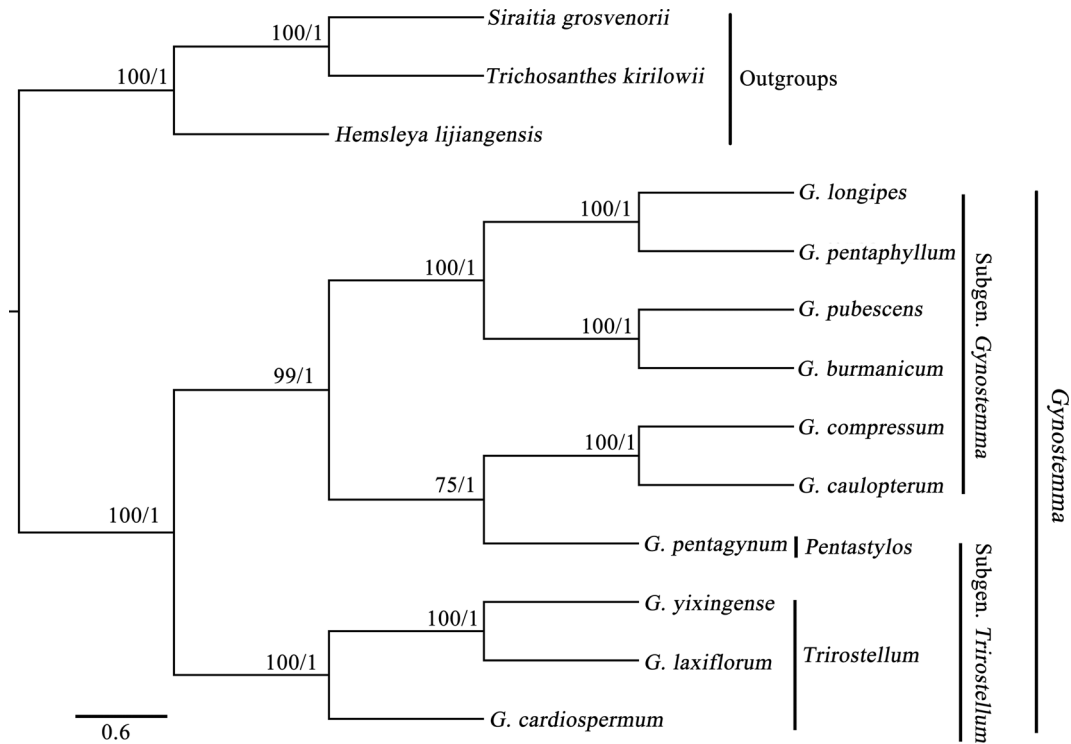 Siraitia grosvenorii
100/1
Trichosanthes kirilowii
100/1
Outgroups
Hemsleya lijiangensis
G. longipes
100/1
G. pentaphyllum
100/1
G. pubescens
100/1
G. burmanicum
99/1
G. compressum
100/1
G. caulopterum
75/1
Subgen. Gynostemma
Gynostemma
100/1
G. pentagynum
Pentastylos
G. yixingense
100/1
G. laxiflorum
100/1
Trirostellum
G. cardiospermum
Subgen. Trirostellum
0.6